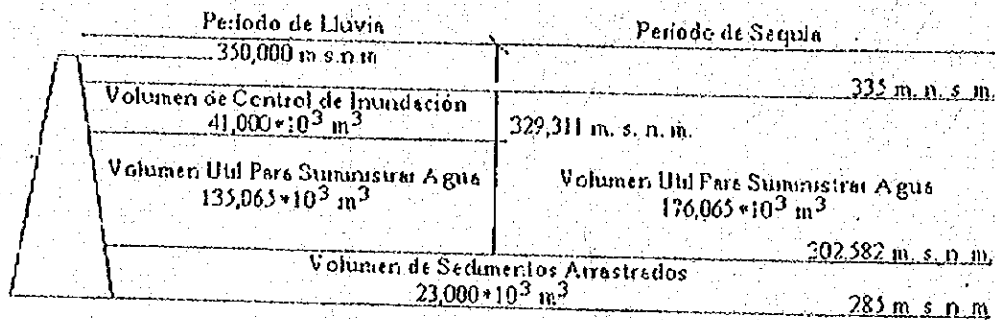 Período de Lluvia
Período de Sequía
350,000 m s.n m
335 m. n. s m.
Volumen de Control de Inundación
41,000*10³ m³
329,311 m. s. n. m.
Volumen Util Para Suministrar Agua
135,065*10³ m³
Volumen Util Para Suministrar Agua
176,065*10³ m³
302.582 m. s. n m.
Volumen de Sedimentos Arrastrados
23,000*10³ m³
285 m s n m